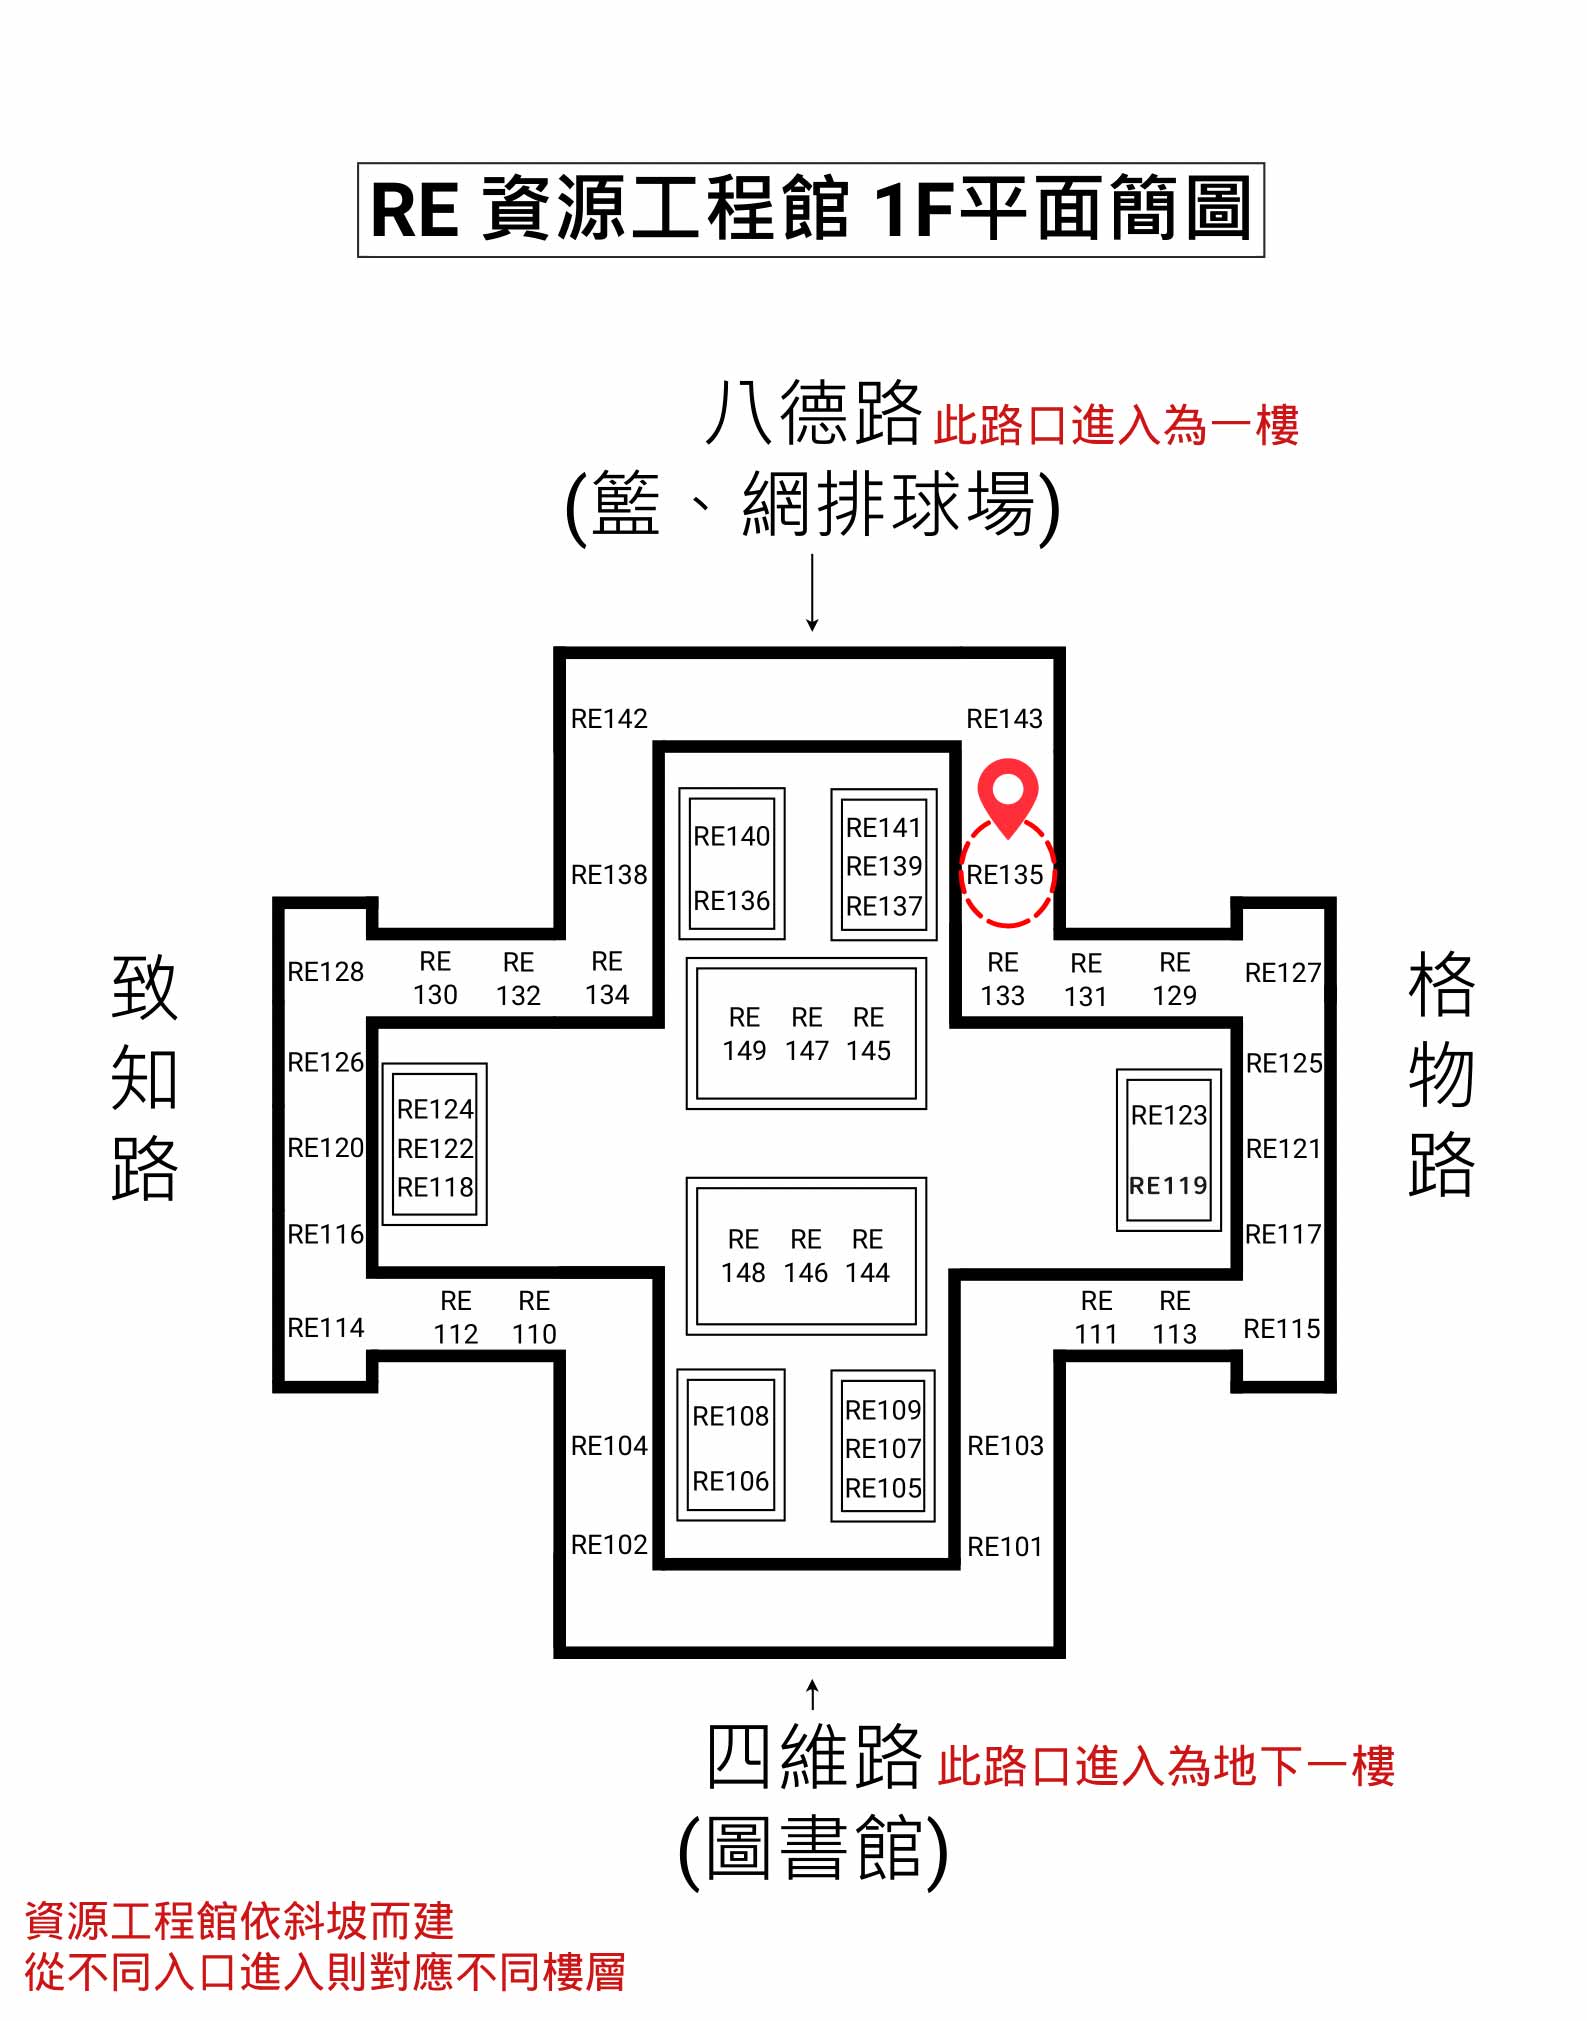 RE 資源工程館 1F平面簡圖
八德路 此路口進入為一樓
(籃、網排球場)
RE142
RE143
RE140
RE136
RE141
RE139
RE137
RE138
RE135
致知路
格物路
RE128
RE 130
RE 132
RE 134
RE 133
RE 131
RE 129
RE127
RE 149
RE 147
RE 145
RE126
RE125
RE124
RE122
RE118
RE123
RE119
RE120
RE121
RE116
RE117
RE 148
RE 146
RE 144
RE114
RE 112
RE 110
RE 111
RE 113
RE115
RE108
RE106
RE109
RE107
RE105
RE104
RE103
RE102
RE101
四維路 此路口進入為地下一樓
(圖書館)
資源工程館依斜坡而建
從不同入口進入則對應不同樓層